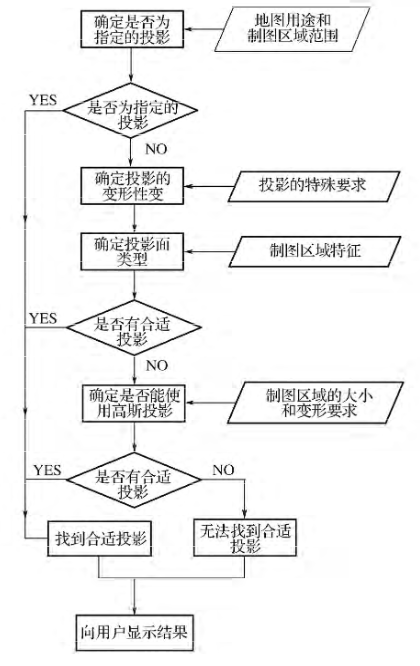 确定是否为
指定的投影
地图用途和
制图区域范围
YES
是否为指定的
投影
NO
确定投影的
变形性变
投影的特殊要求
确定投影面
类型
制图区域特征
YES
是否有合适
投影
NO
确定是否能使
用高斯投影
制图区域的大小
和变形要求
YES
是否有合适
投影
NO
找到合适投影
无法找到合适
投影
向用户显示结果